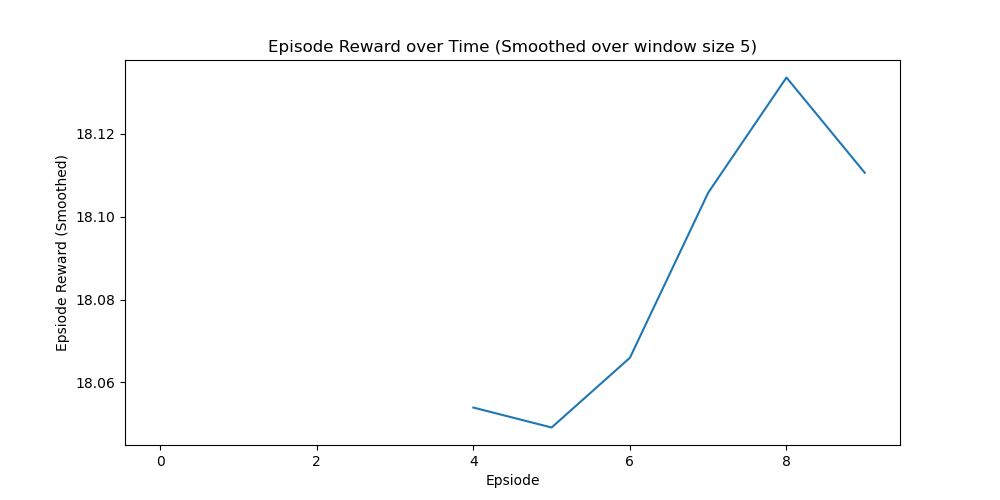 Episode Reward over Time (Smoothed over window size 5)
Epsiode Reward (Smoothed)
18.12
18.10
18.08
18.06
0 2 4 6 8
Epsiode